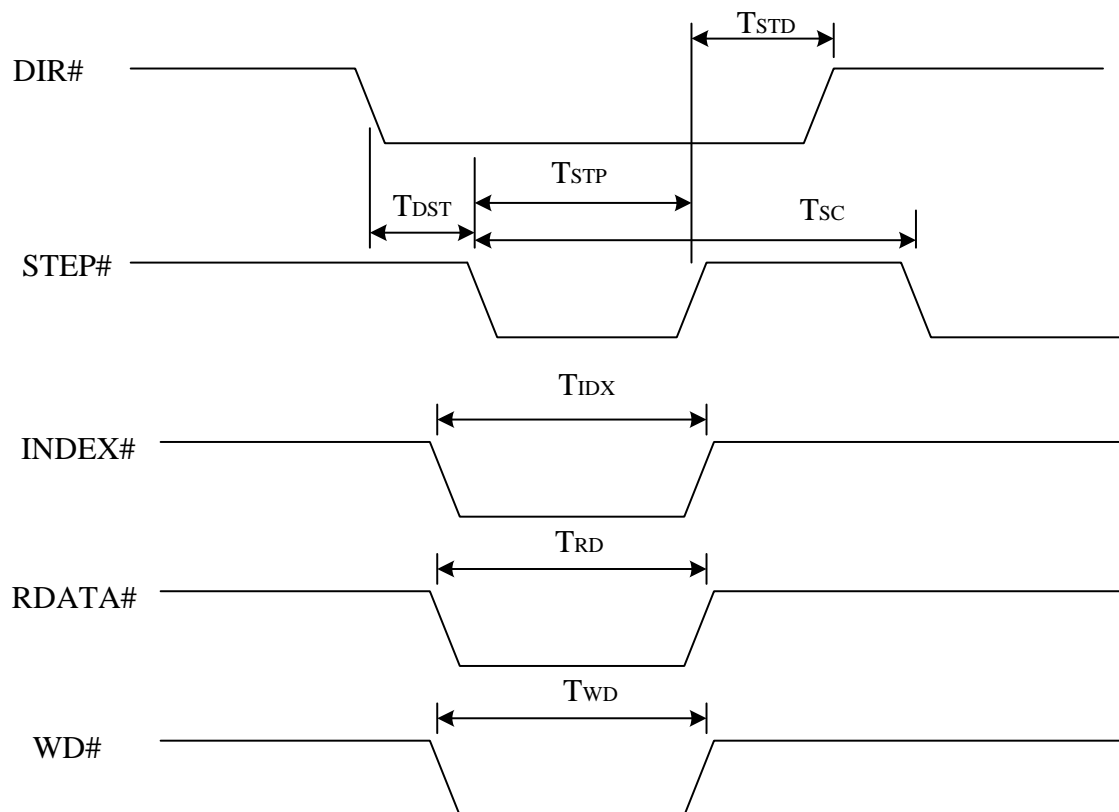 TSTD
DIR#
TSTP
TDST
TSC
STEP#
TIDX
INDEX#
TRD
RDATA#
TWD
WD#